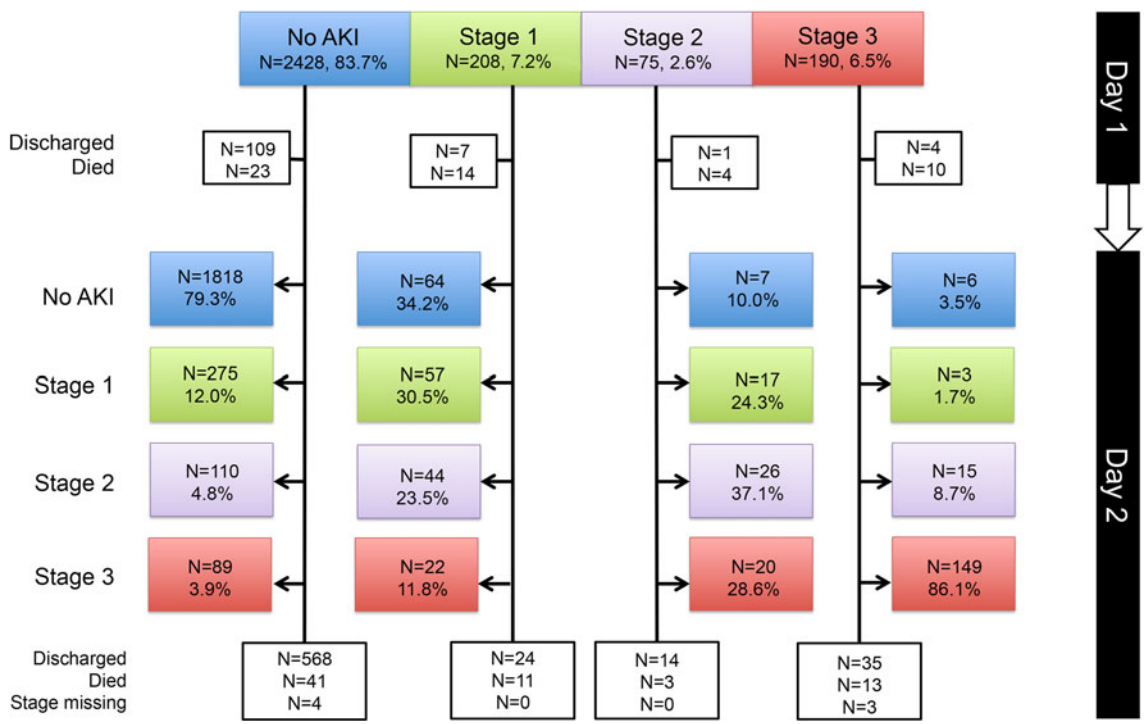 No AKI
N=2428, 83.7%
Stage 1
N=208, 7.2%
Stage 2
N=75, 2.6%
Stage 3
N=190, 6.5%
Day 1
Discharged
Died
N=109
N=23
N=7
N=14
N=1
N=4
N=4
N=10
No AKI
N=1818
79.3%
N=64
34.2%
N=7
10.0%
N=6
3.5%
Stage 1
N=275
12.0%
N=57
30.5%
N=17
24.3%
N=3
1.7%
Day 2
Stage 2
N=110
4.8%
N=44
23.5%
N=26
37.1%
N=15
8.7%
Stage 3
N=89
3.9%
N=22
11.8%
N=20
28.6%
N=149
86.1%
Discharged
Died
Stage missing
N=568
N=41
N=4
N=24
N=11
N=0
N=14
N=3
N=0
N=35
N=13
N=3